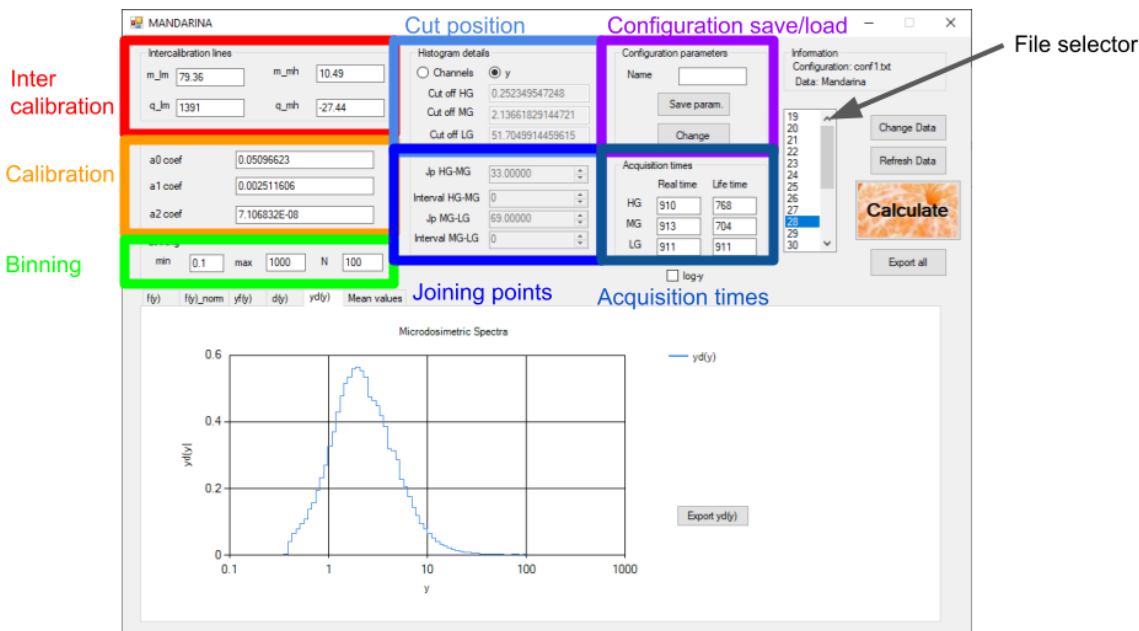 Cut position
Configuration save/load
File selector
Inter
calibration
Calibration
Binning
Joining points
Acquisition times
MANDARINA
Intercalibration lines
m_lm 79.36 m_mh 10.49
q_lm 1391 q_mh -27.44
a0 coef 0.05096623
a1 coef 0.002511606
a2 coef 7.106832E-08
min 0.1 max 1000 N 100
Histogram details
Channels y
Cut off HG 0.252349547248
Cut off MG 2.13661829144721
Cut off LG 51.7049914459615
Jp HG-MG 33.00000
Interval HG-MG 0
Jp MG-LG 69.00000
Interval MG-LG 0
Configuration parameters
Name
Save param.
Change
Acquisition times
Real time Life time
HG 910 768
MG 913 704
LG 911 911
log-y
Information
Configuration: conf1.txt
Data: Mandarina
19
20
21
22
23
24
25
26
27
28
29
30
Change Data
Refresh Data
Calculate
Export all
f(y) f(y)_norm yf(y) d(y) yd(y) Mean values
Microdosimetric Spectra
yd(y)
0.6
0.4
0.2
0
yd(y)
0.1 1 10 100 1000
y
Export yd(y)